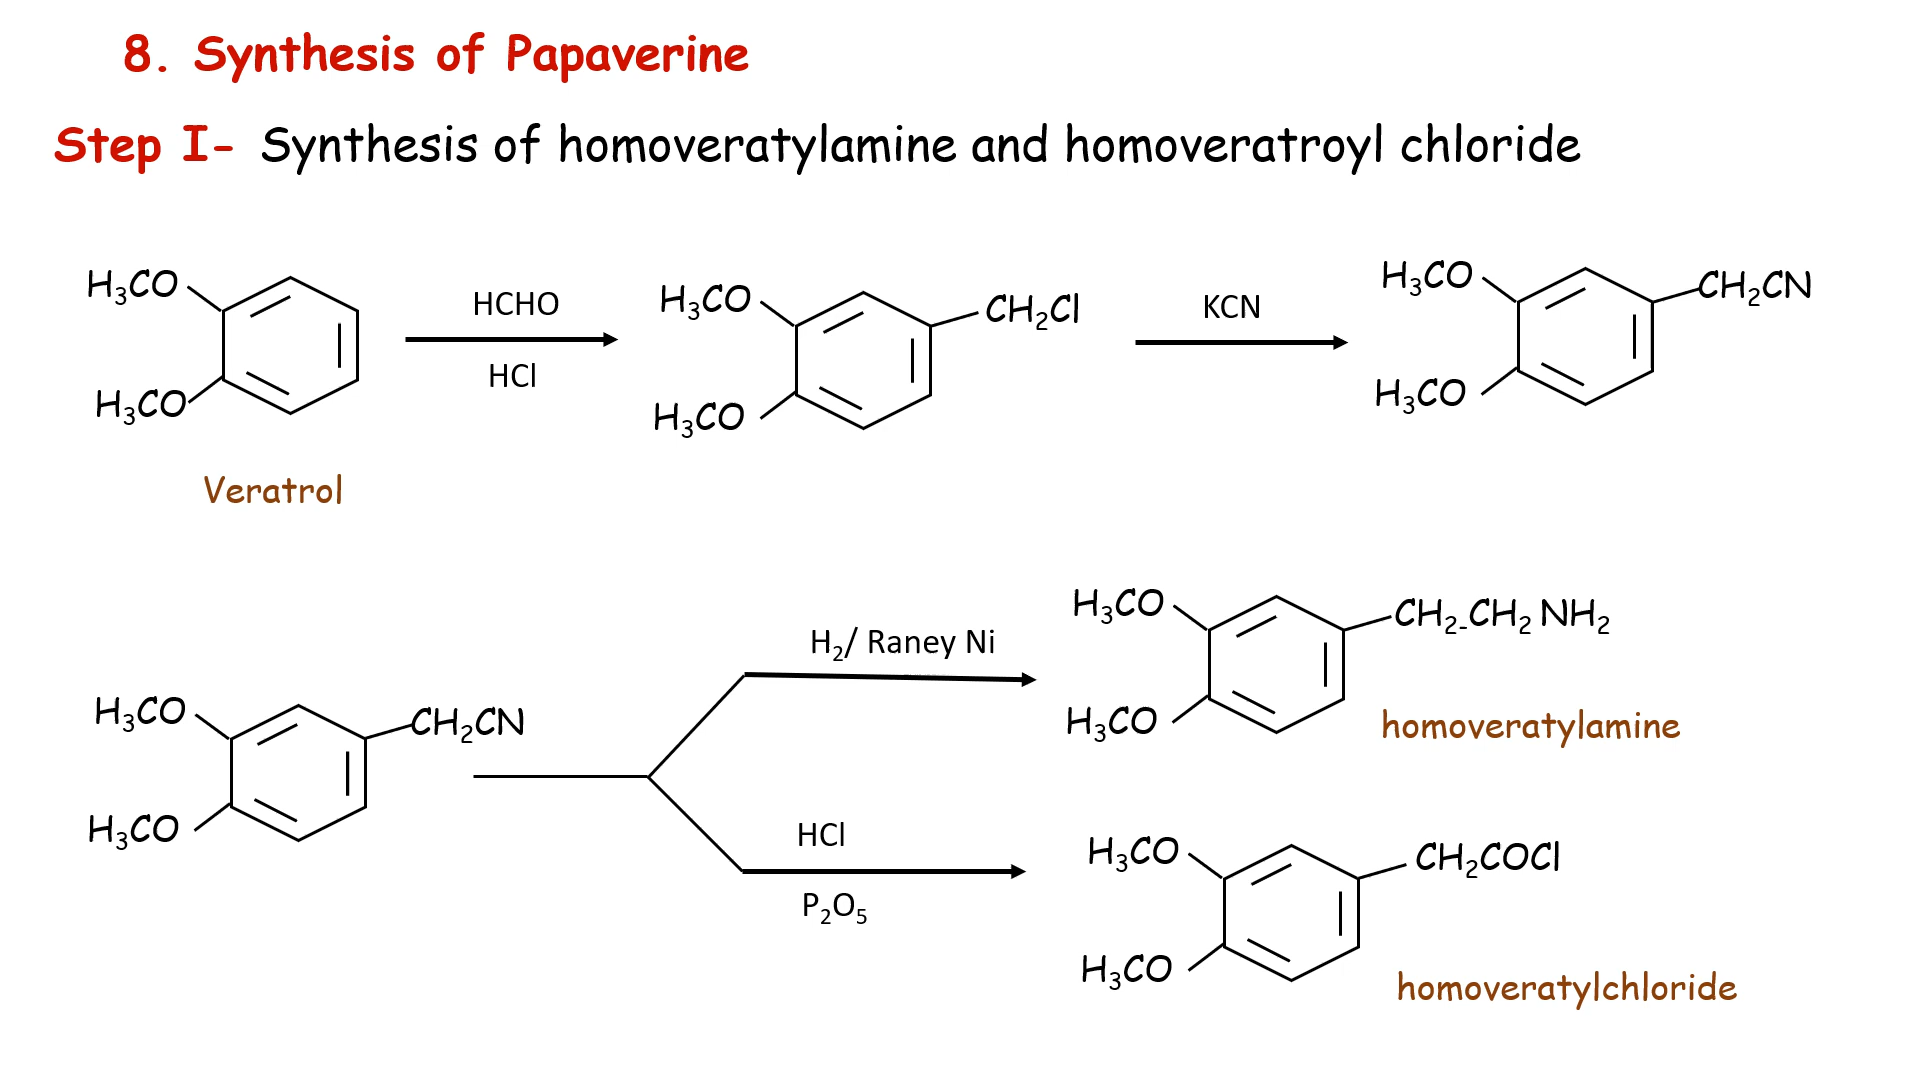 8. Synthesis of Papaverine
Step I- Synthesis of homoveratylamine and homoveratroyl chloride
H₃CO
H₃CO
HCHO
HCl
H₃CO
CH₂Cl
H₃CO
KCN
H₃CO
CH₂CN
H₃CO
Veratrol
H₃CO
CH₂CN
H₃CO
H₂/ Raney Ni
H₃CO
CH₂-CH₂ NH₂
H₃CO
homoveratylamine
HCl
P₂O₅
H₃CO
CH₂COCl
H₃CO
homoveratylchloride